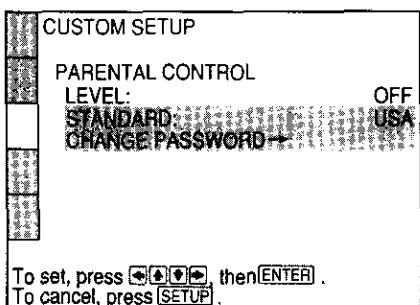 CUSTOM SETUP
PARENTAL CONTROL
LEVEL: OFF
STANDARD: USA
CHANGE PASSWORD→
To set, press ←↑↓→, then ENTER.
To cancel, press SETUP.